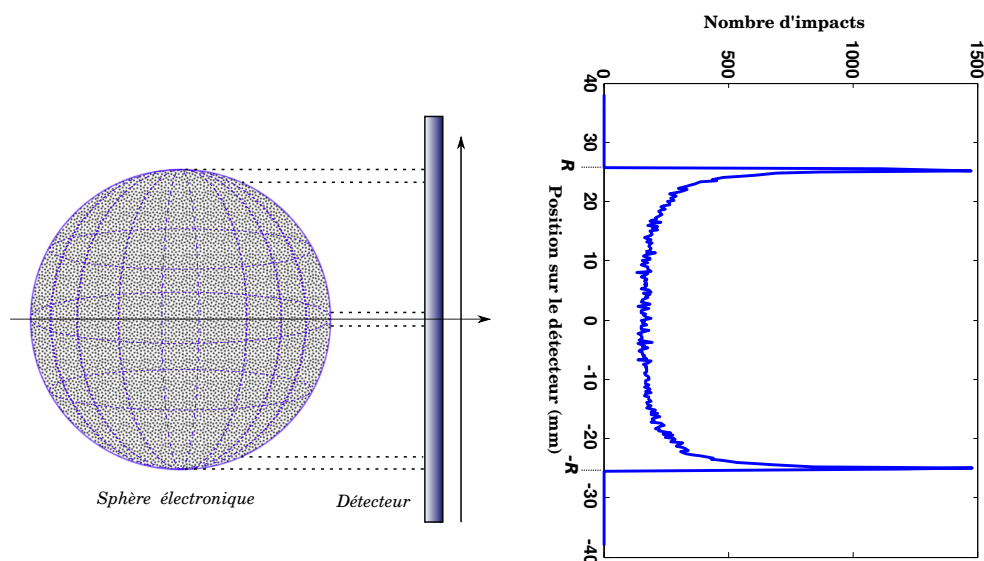 Sphère électronique
Détecteur
Nombre d'impacts
0
500
1000
1500
Position sur le détecteur (mm)
40
30
R
20
10
0
-10
-20
-R
-30
-40